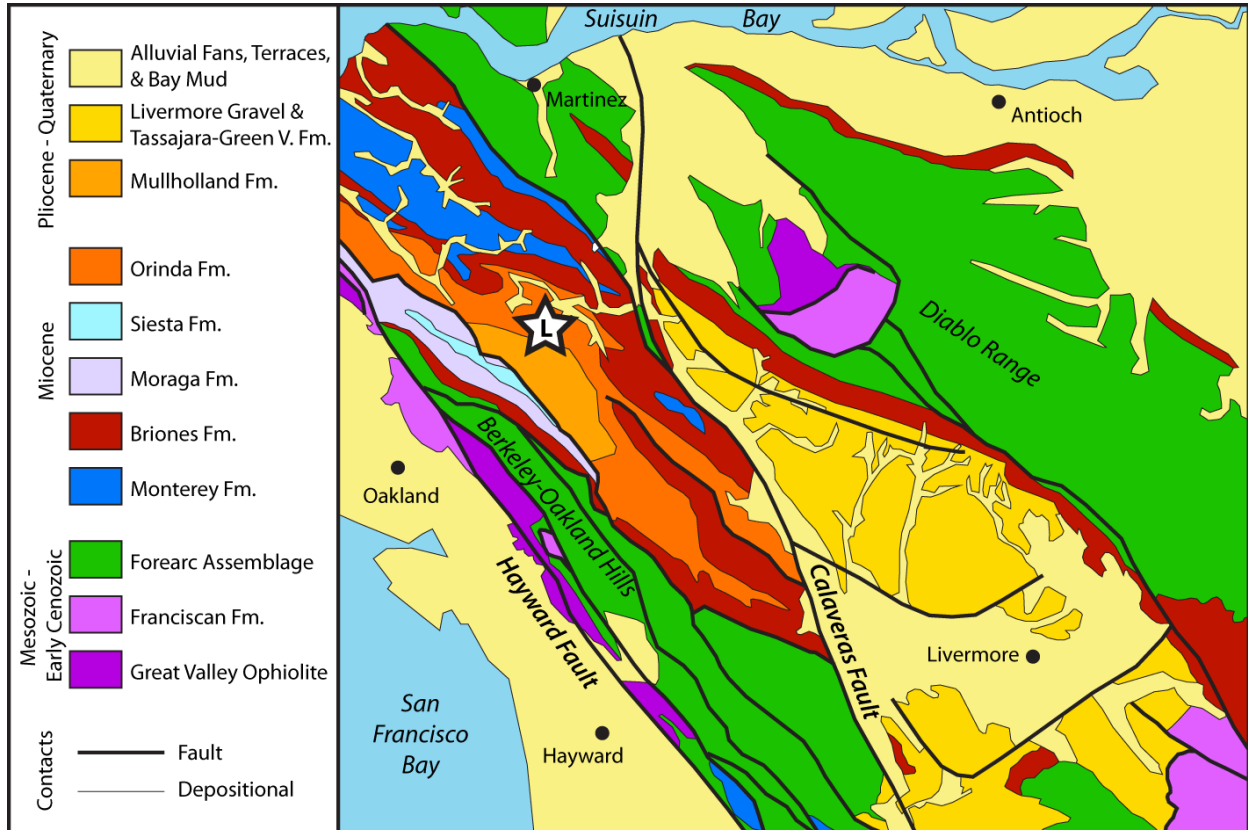 Pliocene - Quaternary
Alluvial Fans, Terraces,
& Bay Mud
Livermore Gravel &
Tassajara-Green V. Fm.
Mullholland Fm.
Miocene
Orinda Fm.
Siesta Fm.
Moraga Fm.
Briones Fm.
Monterey Fm.
Mesozoic -
Early Cenozoic
Forearc Assemblage
Franciscan Fm.
Great Valley Ophiolite
Contacts
Fault
Depositional
Suisuin Bay
Martinez
Antioch
Diablo Range
L
Oakland
Berkeley-Oakland Hills
Hayward Fault
Calaveras Fault
Livermore
San
Francisco
Bay
Hayward